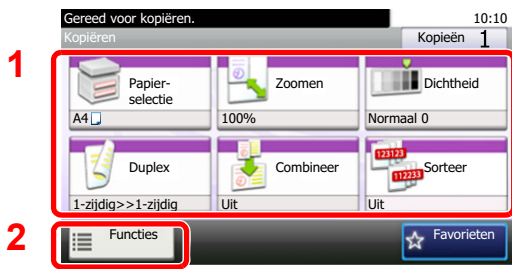 Gereed voor kopiëren.
10:10
Kopiëren
Kopieën 1
1
Papier-
selectie
A4
Zoomen
100%
Dichtheid
Normaal 0
Duplex
1-zijdig>>1-zijdig
Combineer
Uit
123123
112233
Sorteer
Uit
2
Functies
Favorieten